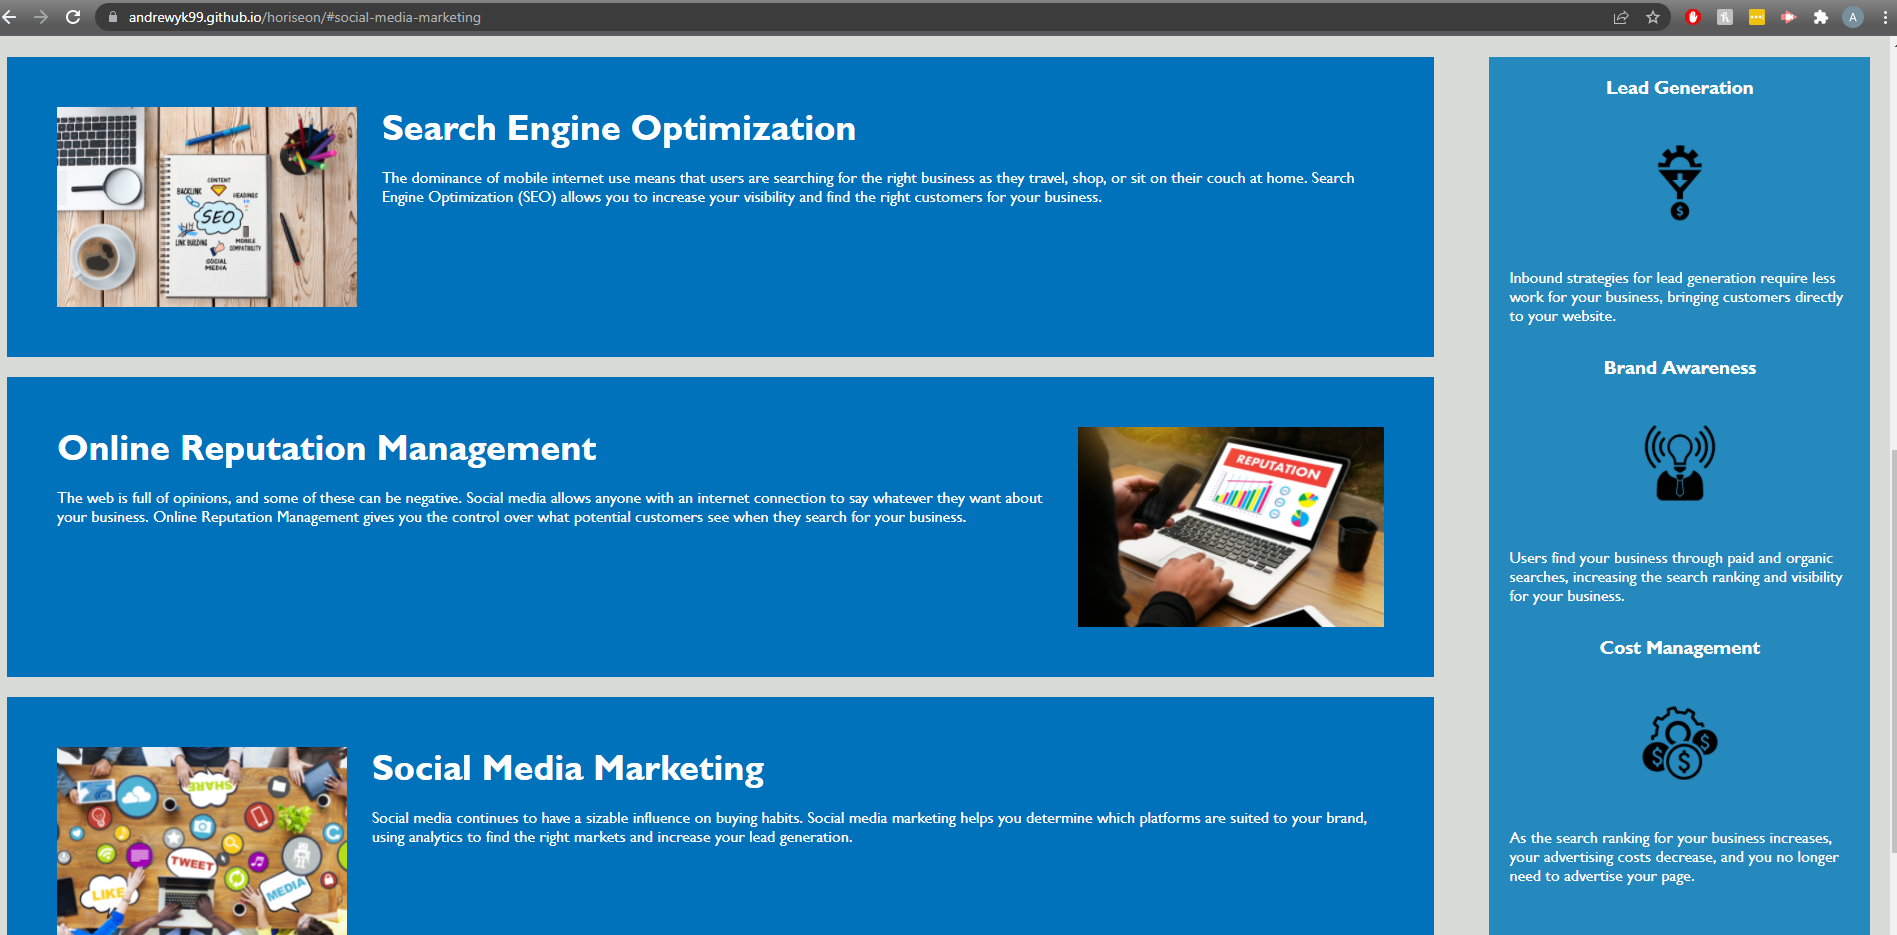 andrewyk99.github.io/horiseon/#social-media-marketing
A
Search Engine Optimization
The dominance of mobile internet use means that users are searching for the right business as they travel, shop, or sit on their couch at home. Search
Engine Optimization (SEO) allows you to increase your visibility and find the right customers for your business.
CONTENT
BACKLINK
HEADINGS
SEO
LINK BUILDING
MOBILE
COMPATIBILITY
SOCIAL
MEDIA
Online Reputation Management
The web is full of opinions, and some of these can be negative. Social media allows anyone with an internet connection to say whatever they want about
your business. Online Reputation Management gives you the control over what potential customers see when they search for your business.
REPUTATION
Social Media Marketing
Social media continues to have a sizable influence on buying habits. Social media marketing helps you determine which platforms are suited to your brand,
using analytics to find the right markets and increase your lead generation.
SHARE
TWEET
LIKE
MEDIA
Lead Generation
$
Inbound strategies for lead generation require less
work for your business, bringing customers directly
to your website.
Brand Awareness
Users find your business through paid and organic
searches, increasing the search ranking and visibility
for your business.
Cost Management
$ $ $
As the search ranking for your business increases,
your advertising costs decrease, and you no longer
need to advertise your page.